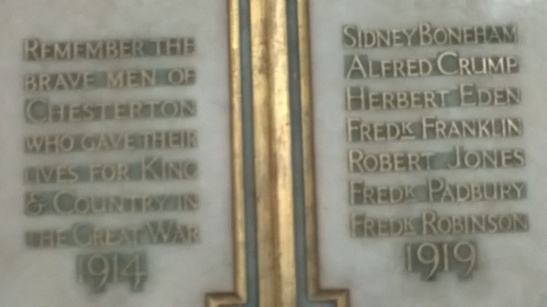 REMEMBER THE
BRAVE MEN OF
CHESTERTON
WHO GAVE THEIR
LIVES FOR KING
& COUNTRY IN
THE GREAT WAR
1914
SIDNEY BONEHAM
ALFRED CRUMP
HERBERT EDEN
FREDK FRANKLIN
ROBERT JONES
FREDK PADBURY
FREDK ROBINSON
1919